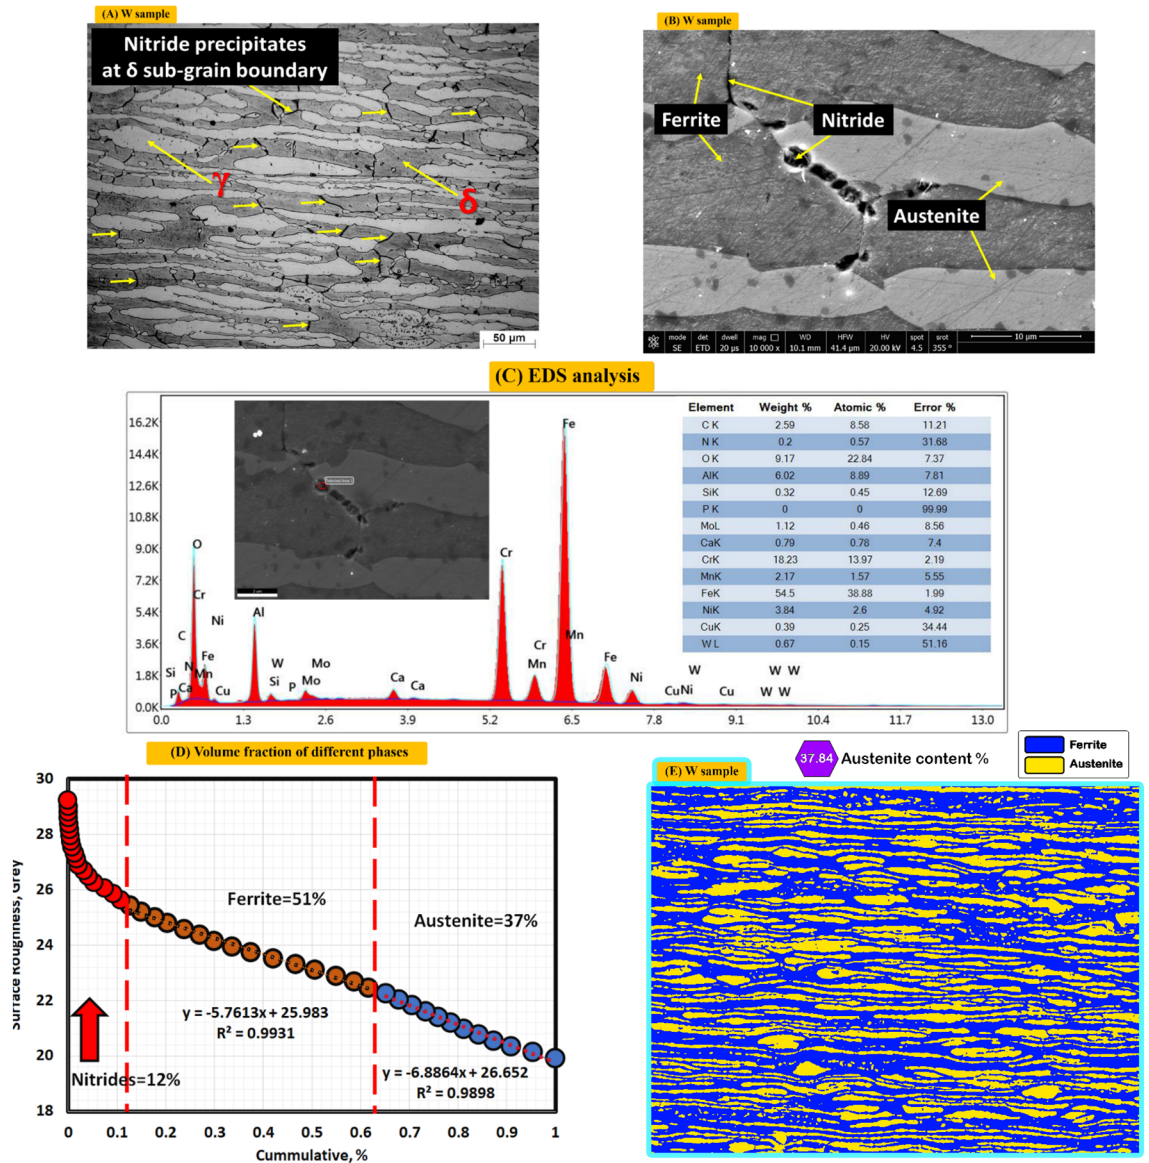 (A) W sample
Nitride precipitates
at δ sub-grain boundary
γ
δ
50 µm
(B) W sample
Ferrite
Nitride
Austenite
mode det dwell mag WD HFW HV spot srot
SE ETD 20 µs 10 000 x 10.1 mm 41.4 µm 20.00 kV 4.5 355 °
10 µm
(C) EDS analysis
16.2K
14.4K
12.6K
10.8K
9.0K
7.2K
5.4K
3.6K
1.8K
0.0K
0.0 1.3 2.6 3.9 5.2 6.5 7.8 9.1 10.4 11.7 13.0
O
Cr
Ni
C
Fe
N
Mn
Si
P
Ca
Cu
Al
W
Si
P
Mo
Mo
Ca
Ca
Cr
Cr
Mn
Fe
Mn
Fe
Ni
Cu
Ni
W
Cu
W W
W W
Element Weight % Atomic % Error %
C K 2.59 8.58 11.21
N K 0.2 0.57 31.68
O K 9.17 22.84 7.37
AlK 6.02 8.89 7.81
SiK 0.32 0.45 12.69
P K 0 0 99.99
MoL 1.12 0.46 8.56
CaK 0.79 0.78 7.4
CrK 18.23 13.97 2.19
MnK 2.17 1.57 5.55
FeK 54.5 38.88 1.99
NiK 3.84 2.6 4.92
CuK 0.39 0.25 34.44
W L 0.67 0.15 51.16
(D) Volume fraction of different phases
Surface Roughness, Grey
30
28
26
24
22
20
18
Ferrite=51%
Austenite=37%
y = -5.7613x + 25.983
R² = 0.9931
Nitrides=12%
y = -6.8864x + 26.652
R² = 0.9898
0 0.1 0.2 0.3 0.4 0.5 0.6 0.7 0.8 0.9 1
Cummulative, %
37.84 Austenite content %
Ferrite
Austenite
(E) W sample